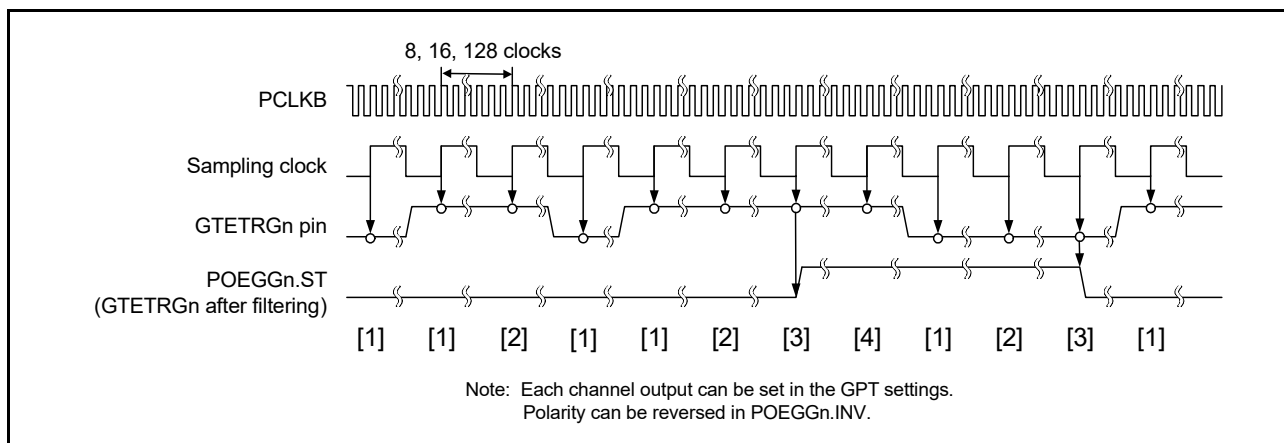 8, 16, 128 clocks
PCLKB
Sampling clock
GTETRGn pin
POEGGn.ST
(GTETRGn after filtering)
[1] [1] [2] [1] [1] [2] [3] [4] [1] [2] [3] [1]
Note: Each channel output can be set in the GPT settings.
Polarity can be reversed in POEGGn.INV.